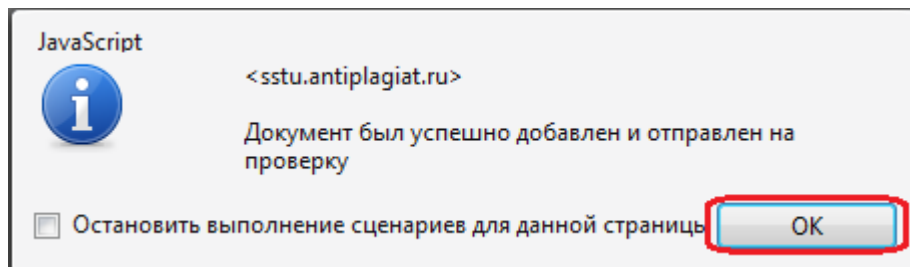 JavaScript
<sstu.antiplagiat.ru>
Документ был успешно добавлен и отправлен на
проверку
Остановить выполнение сценариев для данной страницы
OK